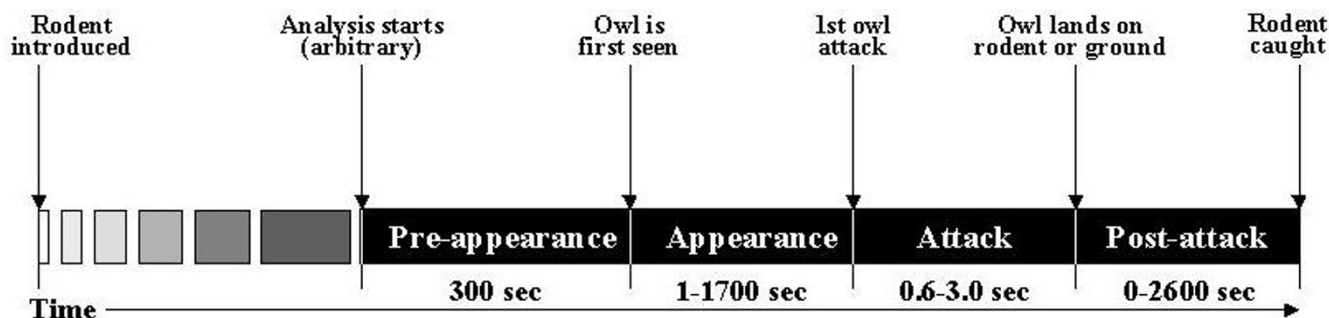 Rodent
introduced
Analysis starts
(arbitrary)
Owl is
first seen
1st owl
attack
Owl lands on
rodent or ground
Rodent
caught
Pre-appearance
Appearance
Attack
Post-attack
300 sec
1-1700 sec
0.6-3.0 sec
0-2600 sec
Time